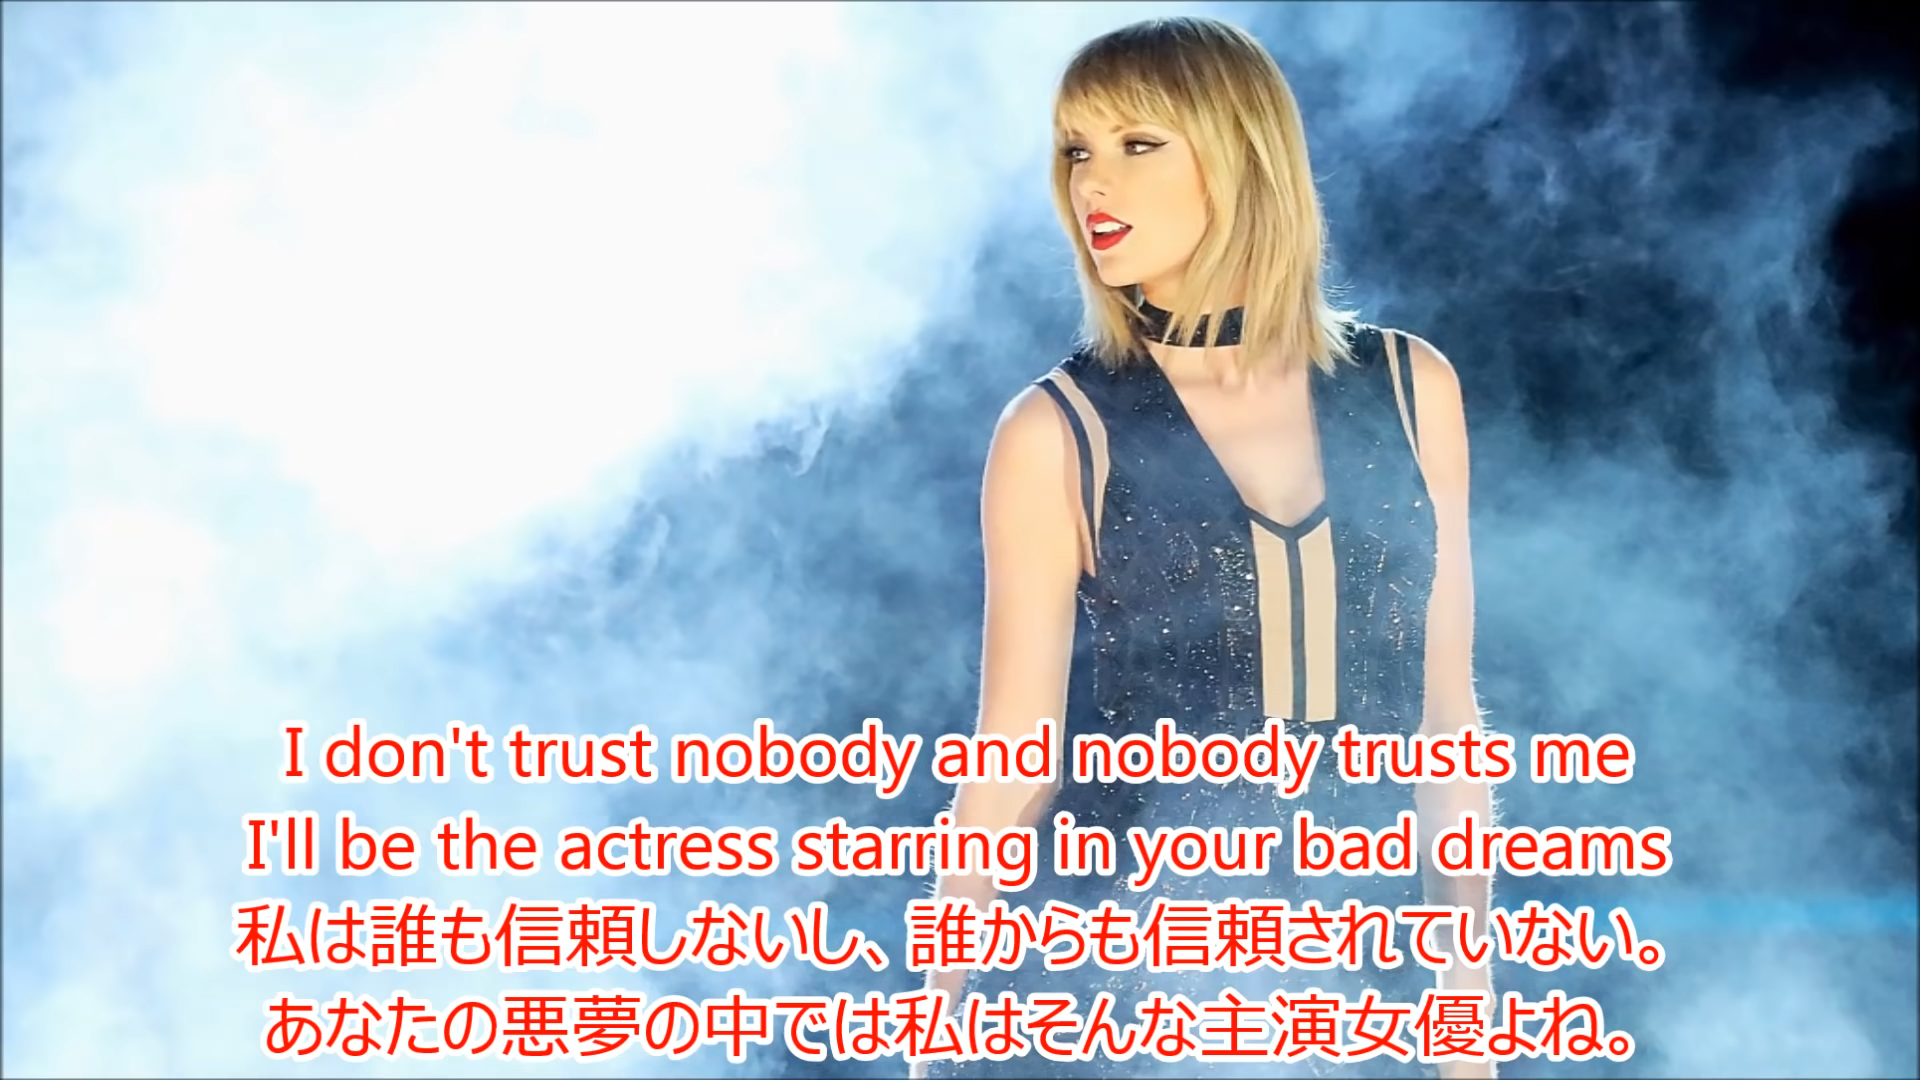 I don't trust nobody and nobody trusts me
I'll be the actress starring in your bad dreams
私は誰も信頼しないし、誰からも信頼されていない。
あなたの悪夢の中では私はそんな主演女優よね。